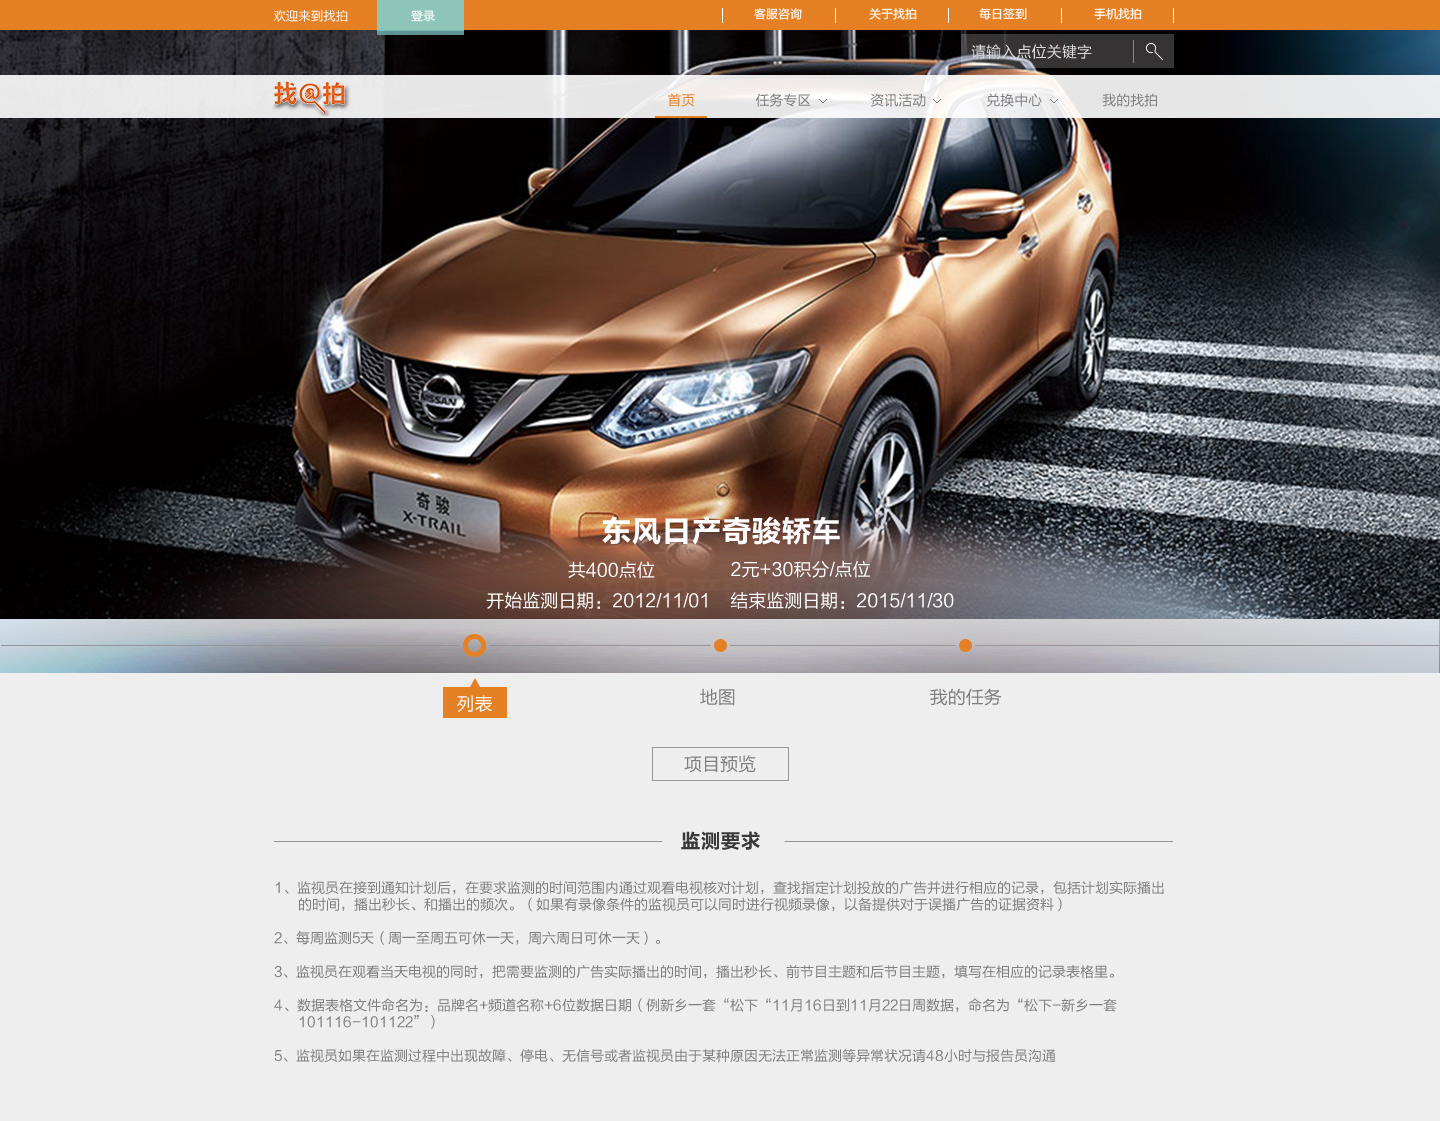 欢迎来到找拍
登录
客服咨询
关于找拍
每日签到
手机找拍
请输入点位关键字
找@拍
首页
任务专区
资讯活动
兑换中心
我的找拍
NISSAN
奇骏
X-TRAIL
东风日产奇骏轿车
共400点位
2元+30积分/点位
开始监测日期：2012/11/01
结束监测日期：2015/11/30
列表
地图
我的任务
项目预览
监测要求
1、监视员在接到通知计划后，在要求监测的时间范围内通过观看电视核对计划，查找指定计划投放的广告并进行相应的记录，包括计划实际播出
的时间，播出秒长、和播出的频次。（如果有录像条件的监视员可以同时进行视频录像，以备提供对于误播广告的证据资料）
2、每周监测5天（周一至周五可休一天，周六周日可休一天）。
3、监视员在观看当天电视的同时，把需要监测的广告实际播出的时间，播出秒长、前节目主题和后节目主题，填写在相应的记录表格里。
4、数据表格文件命名为：品牌名+频道名称+6位数据日期（例新乡一套“松下“11月16日到11月22日周数据，命名为“松下-新乡一套
101116-101122”）
5、监视员如果在监测过程中出现故障、停电、无信号或者监视员由于某种原因无法正常监测等异常状况请48小时与报告员沟通